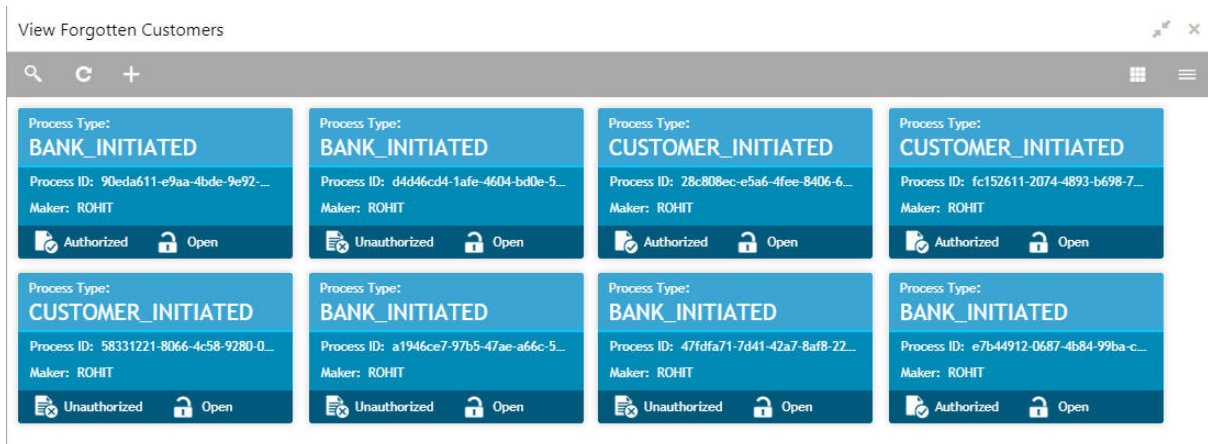 View Forgotten Customers
Process Type:
BANK_INITIATED
Process ID: 90eda611-e9aa-4bde-9e92-...
Maker: ROHIT
Authorized Open
Process Type:
BANK_INITIATED
Process ID: d4d46cd4-1afe-4604-bd0e-5...
Maker: ROHIT
Unauthorized Open
Process Type:
CUSTOMER_INITIATED
Process ID: 28c808ec-e5a6-4fee-8406-6...
Maker: ROHIT
Authorized Open
Process Type:
CUSTOMER_INITIATED
Process ID: fc152611-2074-4893-b698-7...
Maker: ROHIT
Authorized Open
Process Type:
CUSTOMER_INITIATED
Process ID: 58331221-8066-4c58-9280-0...
Maker: ROHIT
Unauthorized Open
Process Type:
BANK_INITIATED
Process ID: a1946ce7-97b5-47ae-a66c-5...
Maker: ROHIT
Unauthorized Open
Process Type:
BANK_INITIATED
Process ID: 47fdfa71-7d41-42a7-8af8-22...
Maker: ROHIT
Unauthorized Open
Process Type:
BANK_INITIATED
Process ID: e7b44912-0687-4b84-99ba-c...
Maker: ROHIT
Authorized Open